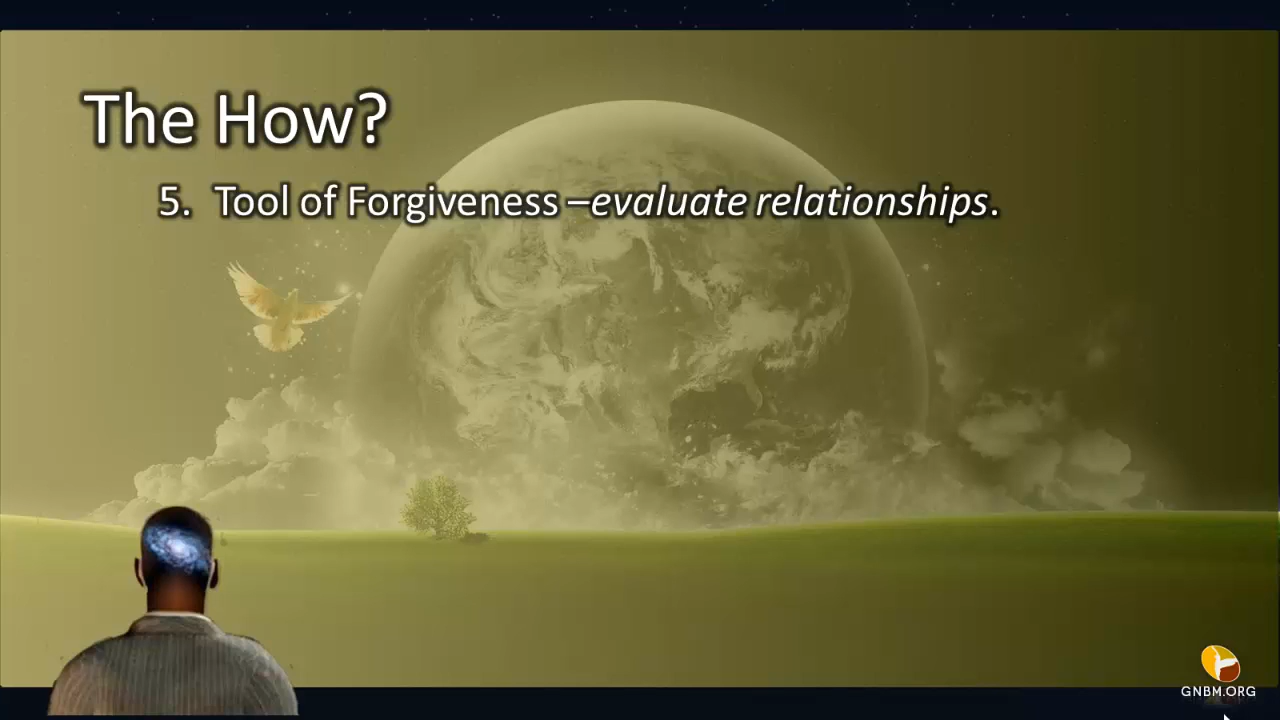 The How?
5. Tool of Forgiveness –evaluate relationships.
GNBM.ORG